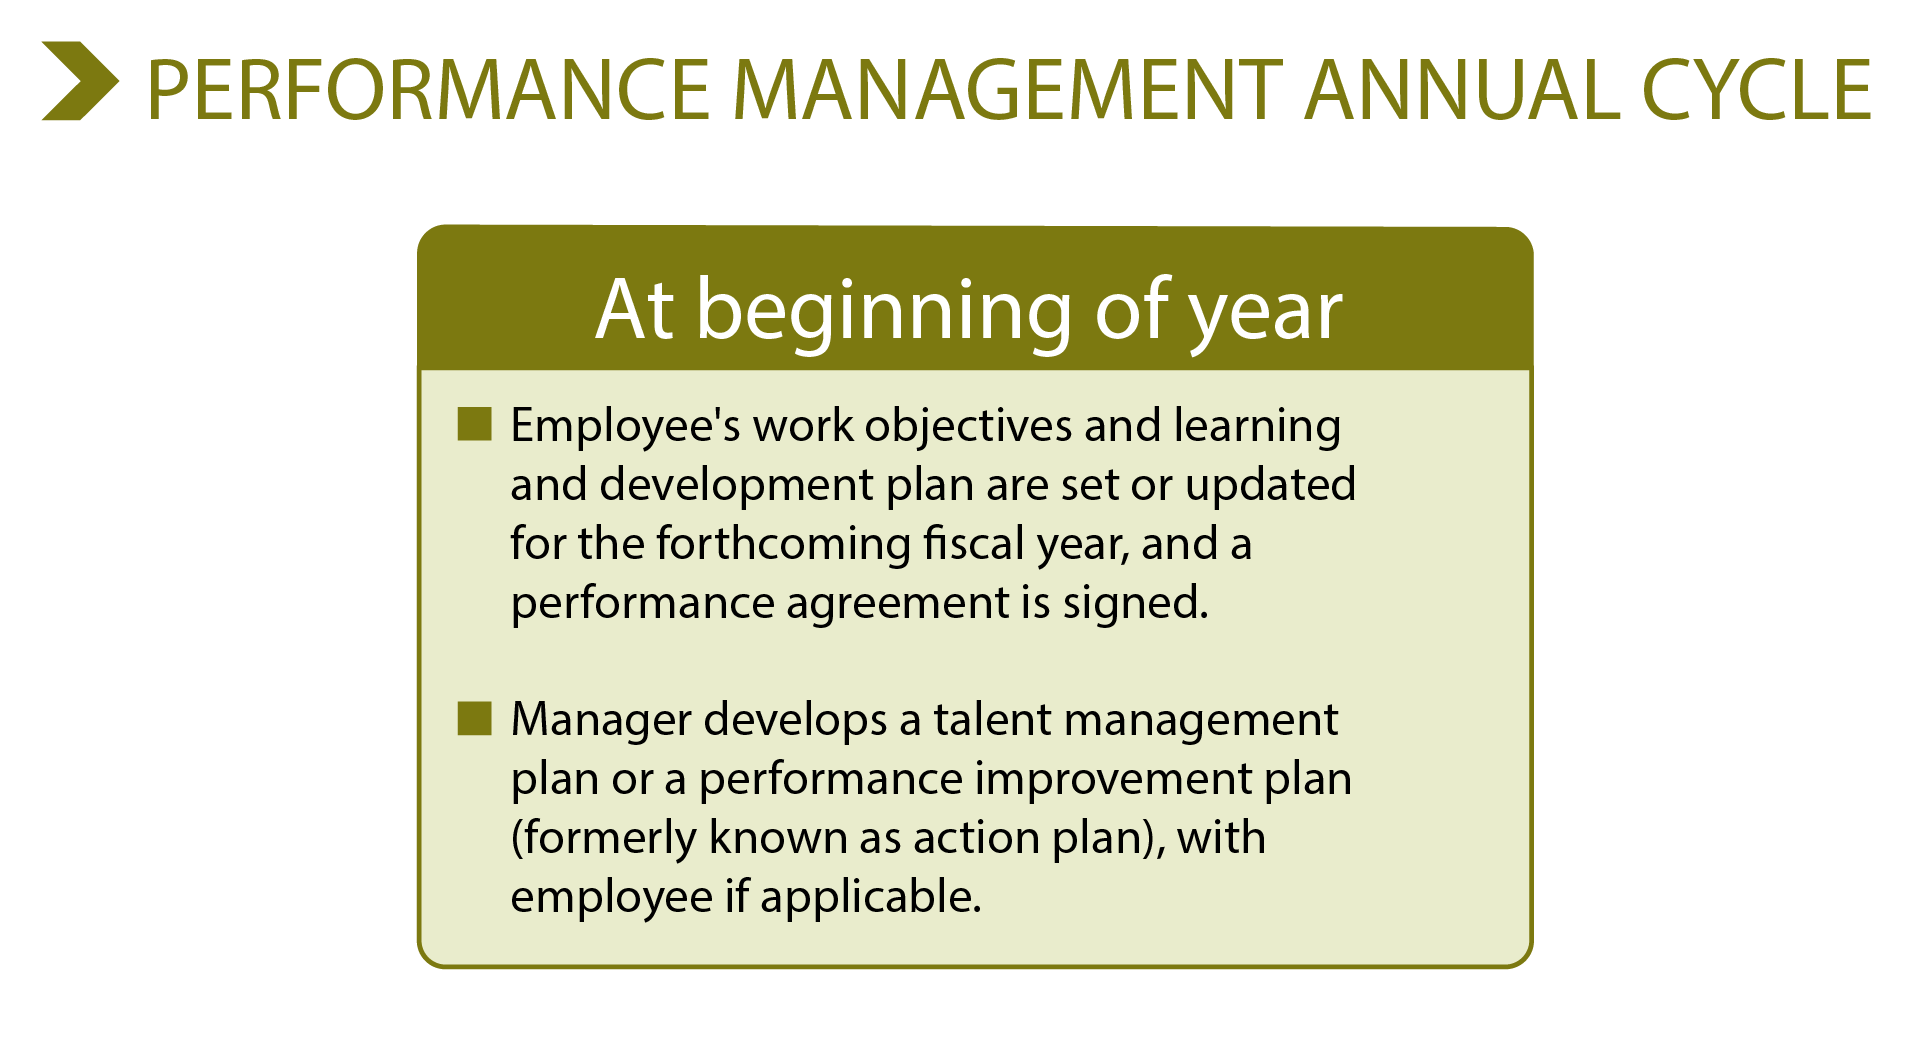 PERFORMANCE MANAGEMENT ANNUAL CYCLE
At beginning of year
Employee's work objectives and learning
and development plan are set or updated
for the forthcoming fiscal year, and a
performance agreement is signed.
Manager develops a talent management
plan or a performance improvement plan
(formerly known as action plan), with
employee if applicable.